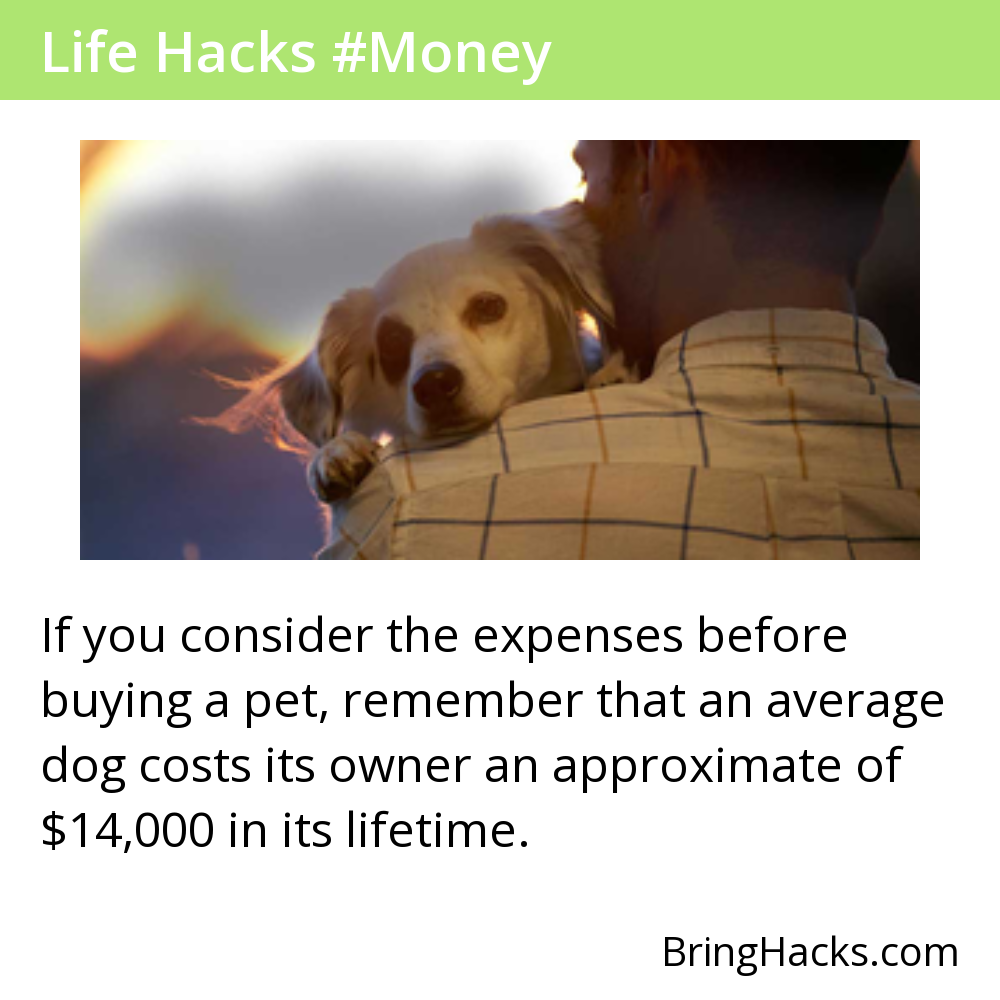 Life Hacks #Money
If you consider the expenses before
buying a pet, remember that an average
dog costs its owner an approximate of
$14,000 in its lifetime.
BringHacks.com